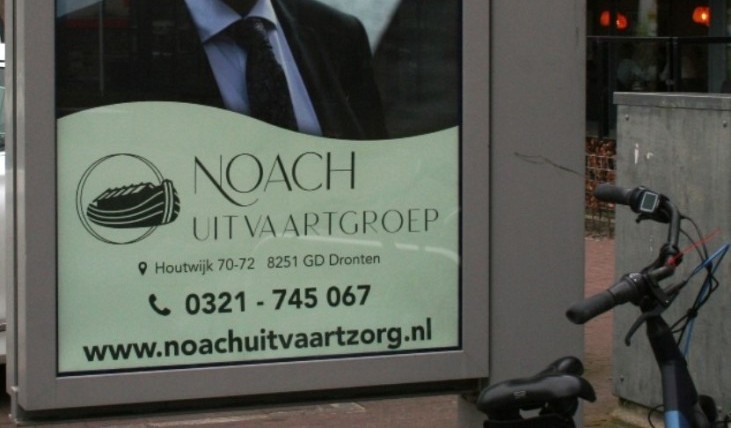 NOACH
UITVAARTGROEP
Houtwijk 70-72 8251 GD Dronten
0321 - 745 067
www.noachuitvaartzorg.nl